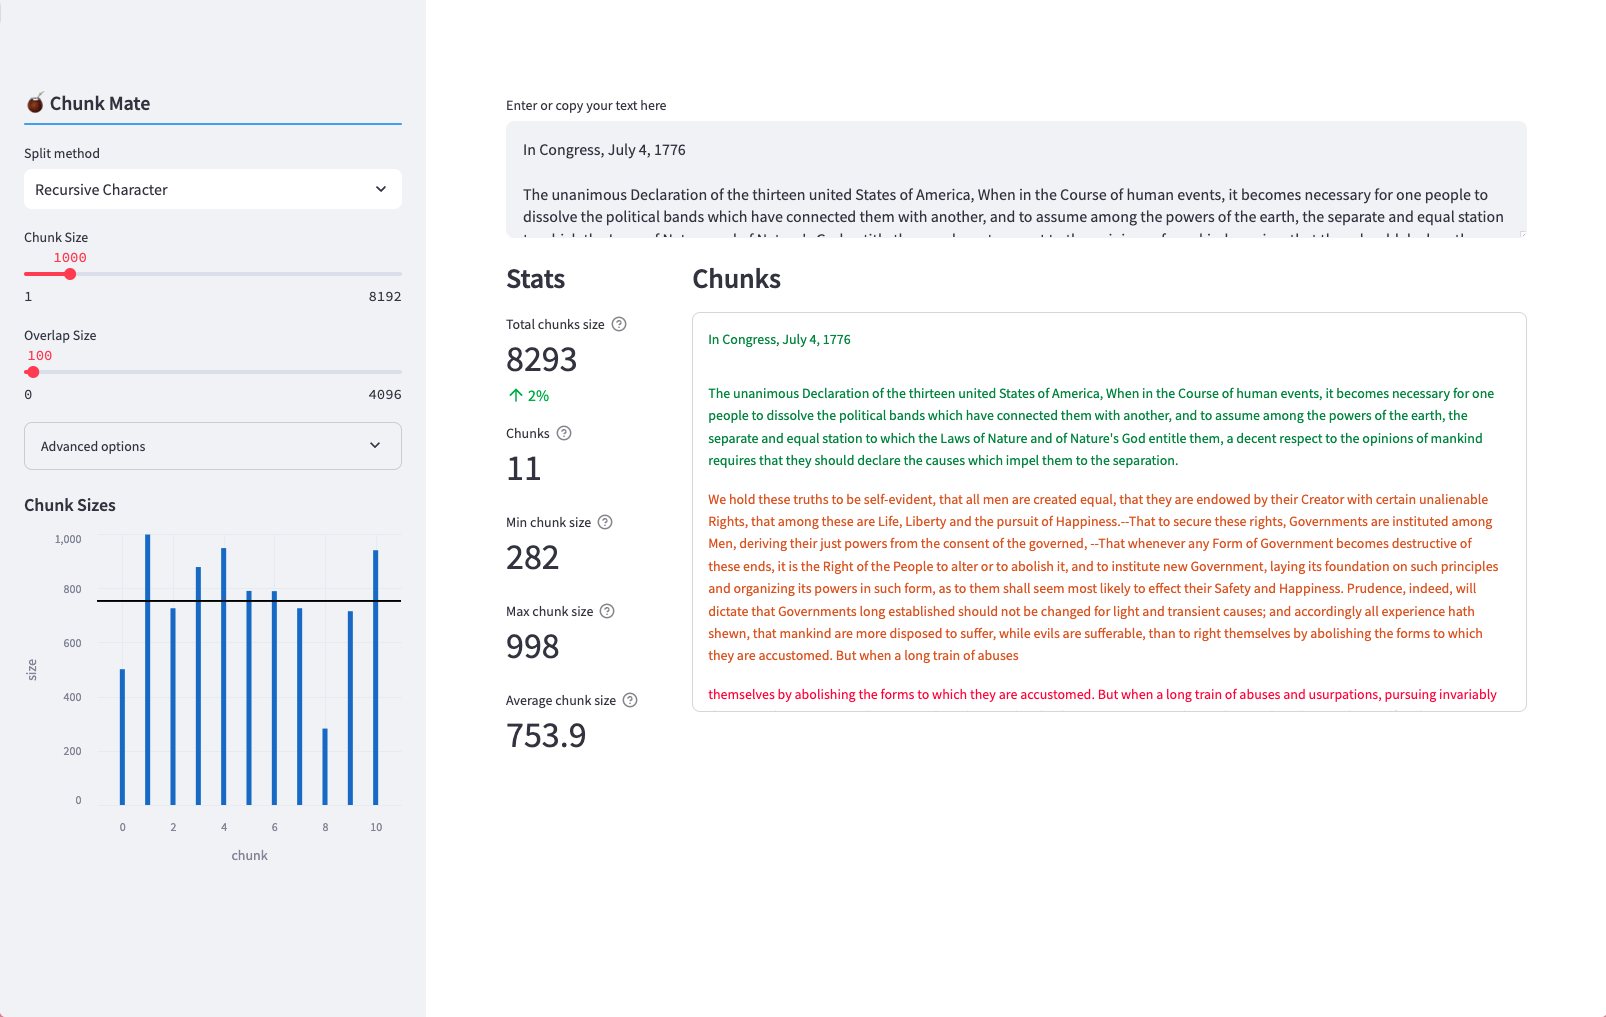 Chunk Mate
Split method
Recursive Character
Chunk Size
1000
1 8192
Overlap Size
100
0 4096
Advanced options
Chunk Sizes
1,000
800
600
400
200
0
size
0 2 4 6 8 10
chunk
Enter or copy your text here
In Congress, July 4, 1776
The unanimous Declaration of the thirteen united States of America, When in the Course of human events, it becomes necessary for one people to
dissolve the political bands which have connected them with another, and to assume among the powers of the earth, the separate and equal station
Stats
Total chunks size
8293
2%
Chunks
11
Min chunk size
282
Max chunk size
998
Average chunk size
753.9
Chunks
In Congress, July 4, 1776
The unanimous Declaration of the thirteen united States of America, When in the Course of human events, it becomes necessary for one
people to dissolve the political bands which have connected them with another, and to assume among the powers of the earth, the
separate and equal station to which the Laws of Nature and of Nature's God entitle them, a decent respect to the opinions of mankind
requires that they should declare the causes which impel them to the separation.
We hold these truths to be self-evident, that all men are created equal, that they are endowed by their Creator with certain unalienable
Rights, that among these are Life, Liberty and the pursuit of Happiness.--That to secure these rights, Governments are instituted among
Men, deriving their just powers from the consent of the governed, --That whenever any Form of Government becomes destructive of
these ends, it is the Right of the People to alter or to abolish it, and to institute new Government, laying its foundation on such principles
and organizing its powers in such form, as to them shall seem most likely to effect their Safety and Happiness. Prudence, indeed, will
dictate that Governments long established should not be changed for light and transient causes; and accordingly all experience hath
shewn, that mankind are more disposed to suffer, while evils are sufferable, than to right themselves by abolishing the forms to which
they are accustomed. But when a long train of abuses
themselves by abolishing the forms to which they are accustomed. But when a long train of abuses and usurpations, pursuing invariably